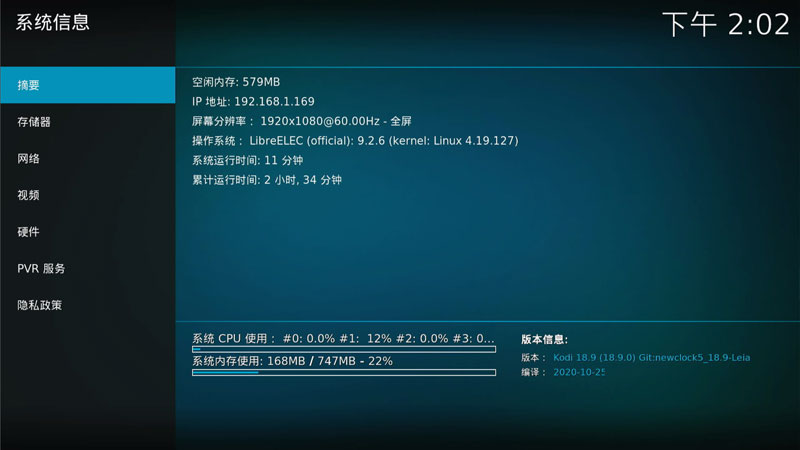 系统信息
下午 2:02
摘要
存储器
网络
视频
硬件
PVR 服务
隐私政策
空闲内存: 579MB
IP 地址: 192.168.1.169
屏幕分辨率： 1920x1080@60.00Hz - 全屏
操作系统： LibreELEC (official): 9.2.6 (kernel: Linux 4.19.127)
系统运行时间: 11 分钟
累计运行时间: 2 小时, 34 分钟
系统 CPU 使用： #0: 0.0% #1:  12% #2: 0.0% #3: 0...
系统内存使用: 168MB / 747MB - 22%
版本信息:
版本： Kodi 18.9 (18.9.0) Git:newclock5_18.9-Leia
编译： 2020-10-25